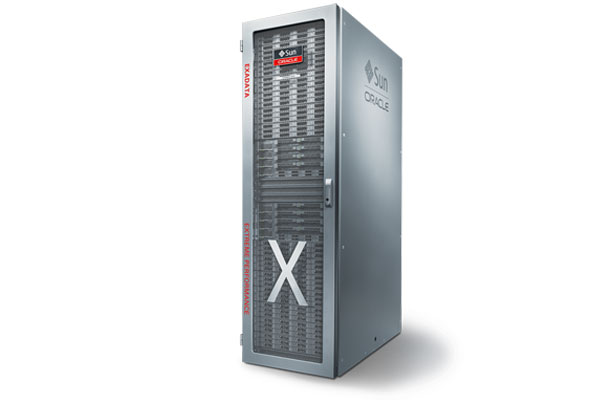 Sun
ORACLE
EXADATA
EXTREME PERFORMANCE
X
Sun
ORACLE